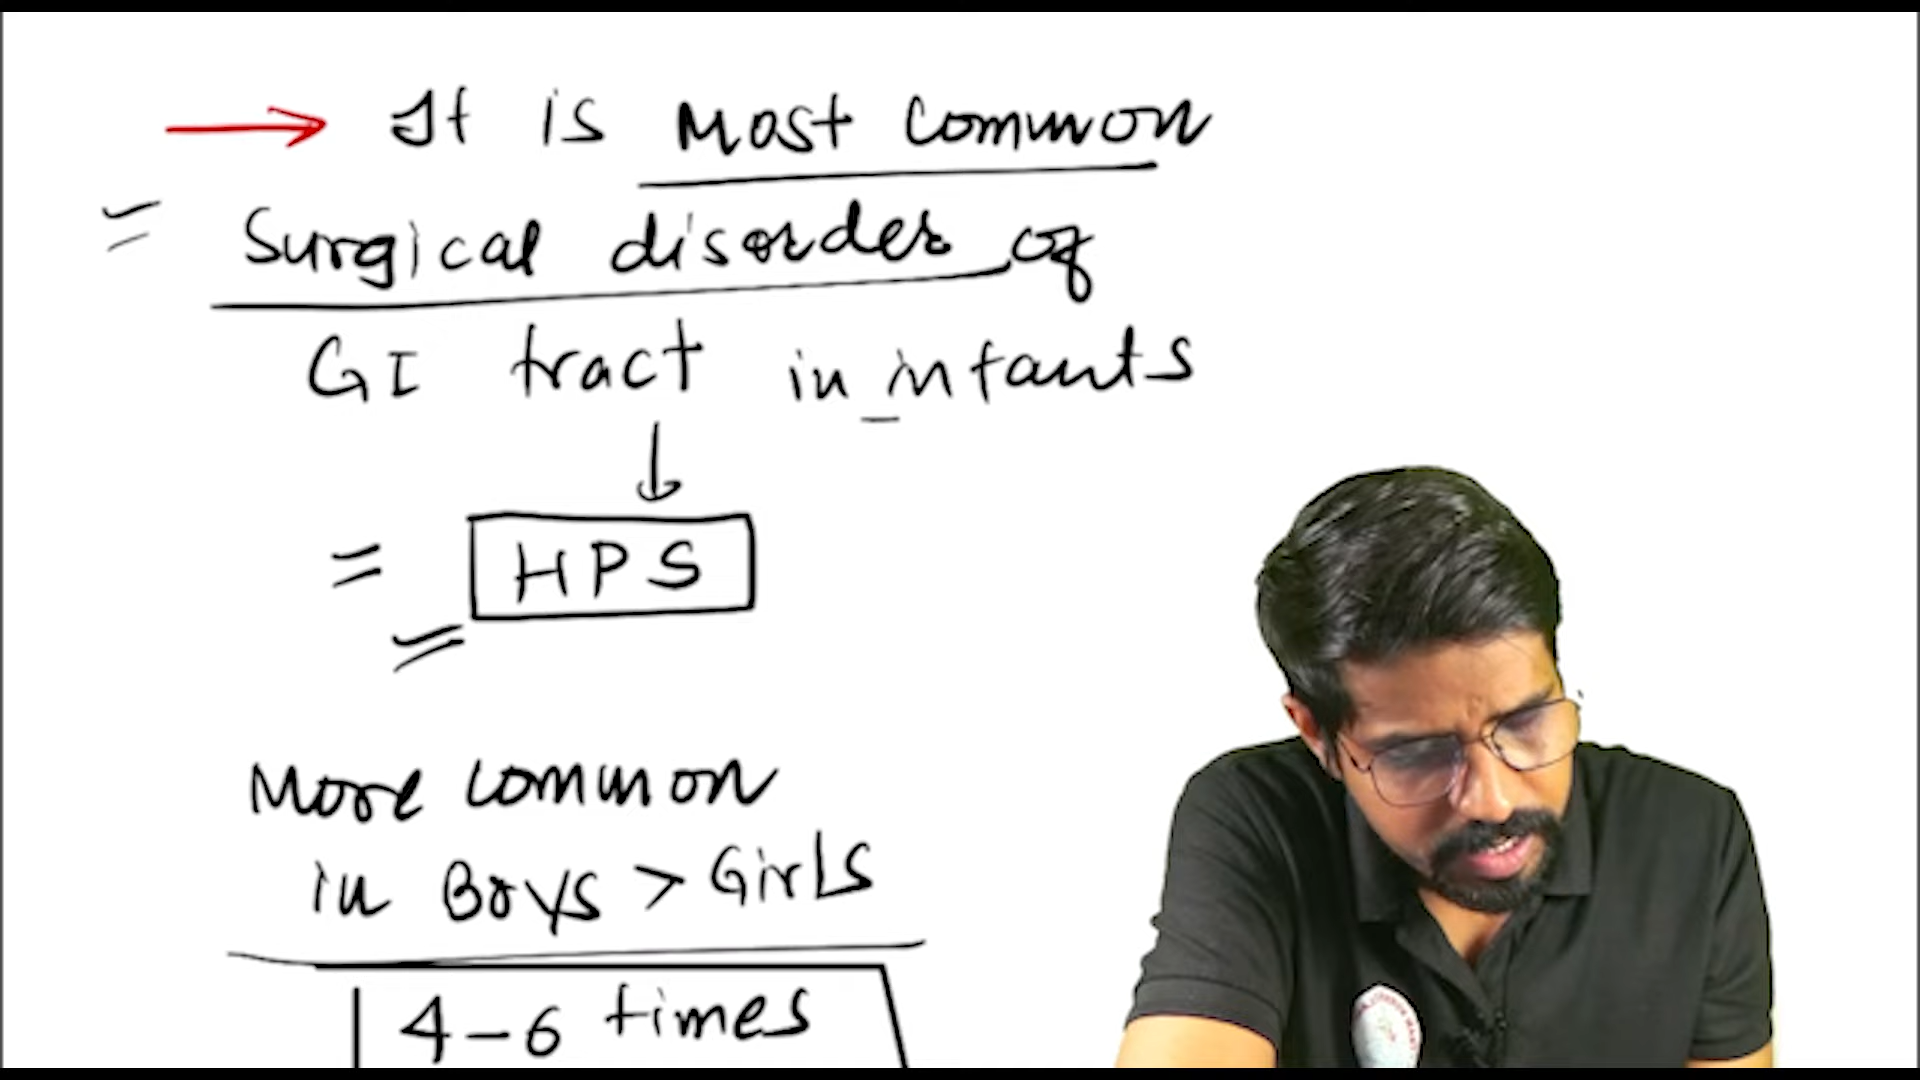 → It is Most Common
Surgical disorder of
GI tract in infants
↓
HPS
More common
in Boys > Girls
4-6 times